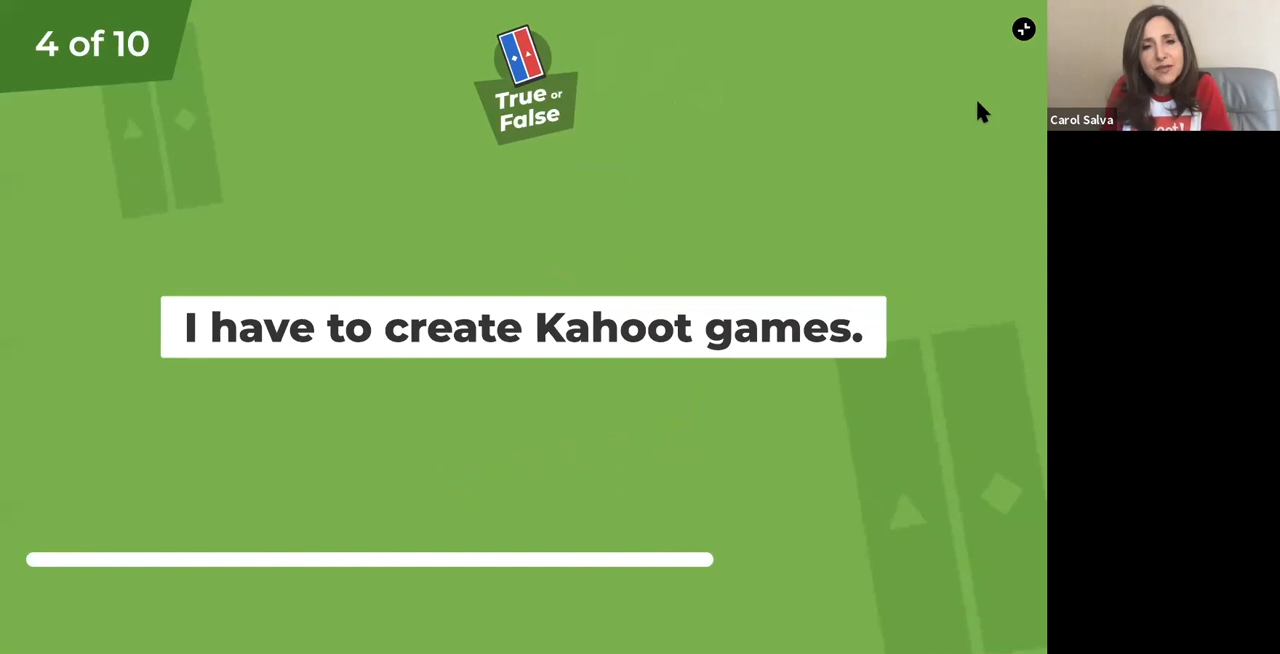 4 of 10
True or
False
Carol Salva
I have to create Kahoot games.